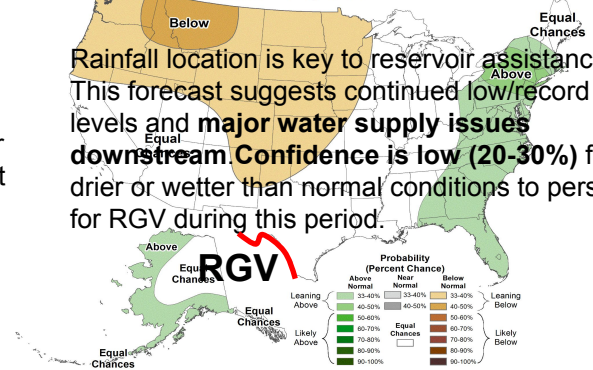 Below
Equal
Chances
Rainfall location is key to reservoir assistanc
Above
This forecast suggests continued low/record
levels and major water supply issues
Equal
Chances
downstream.Confidence is low (20-30%) f
drier or wetter than normal conditions to pers
for RGV during this period.
r
t
Above
Equal
Chances
RGV
Equal
Chances
Equal
Chances
Probability
(Percent Chance)
Above
Normal
Near
Normal
Below
Normal
Leaning
Above
33-40%
33-40%
33-40%
Leaning
Below
40-50%
40-50%
40-50%
50-60%
50-60%
Likely
Above
60-70%
Equal
Chances
60-70%
Likely
Below
70-80%
70-80%
80-90%
80-90%
90-100%
90-100%